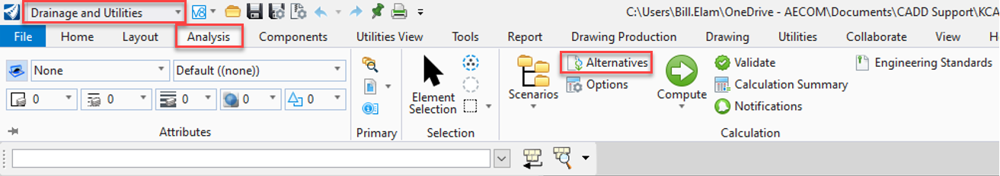 Drainage and Utilities V8 C:\Users\Bill.Elam\OneDrive - AECOM\Documents\CADD Support\KCA
File Home Layout Analysis Components Utilities View Tools Report Drawing Production Drawing Utilities Collaborate View
None Default ((none)) Alternatives Validate Engineering Standards
Options Calculation Summary
0 0 0 0 0 Element Selection Scenarios Compute Notifications
Attributes Primary Selection Calculation